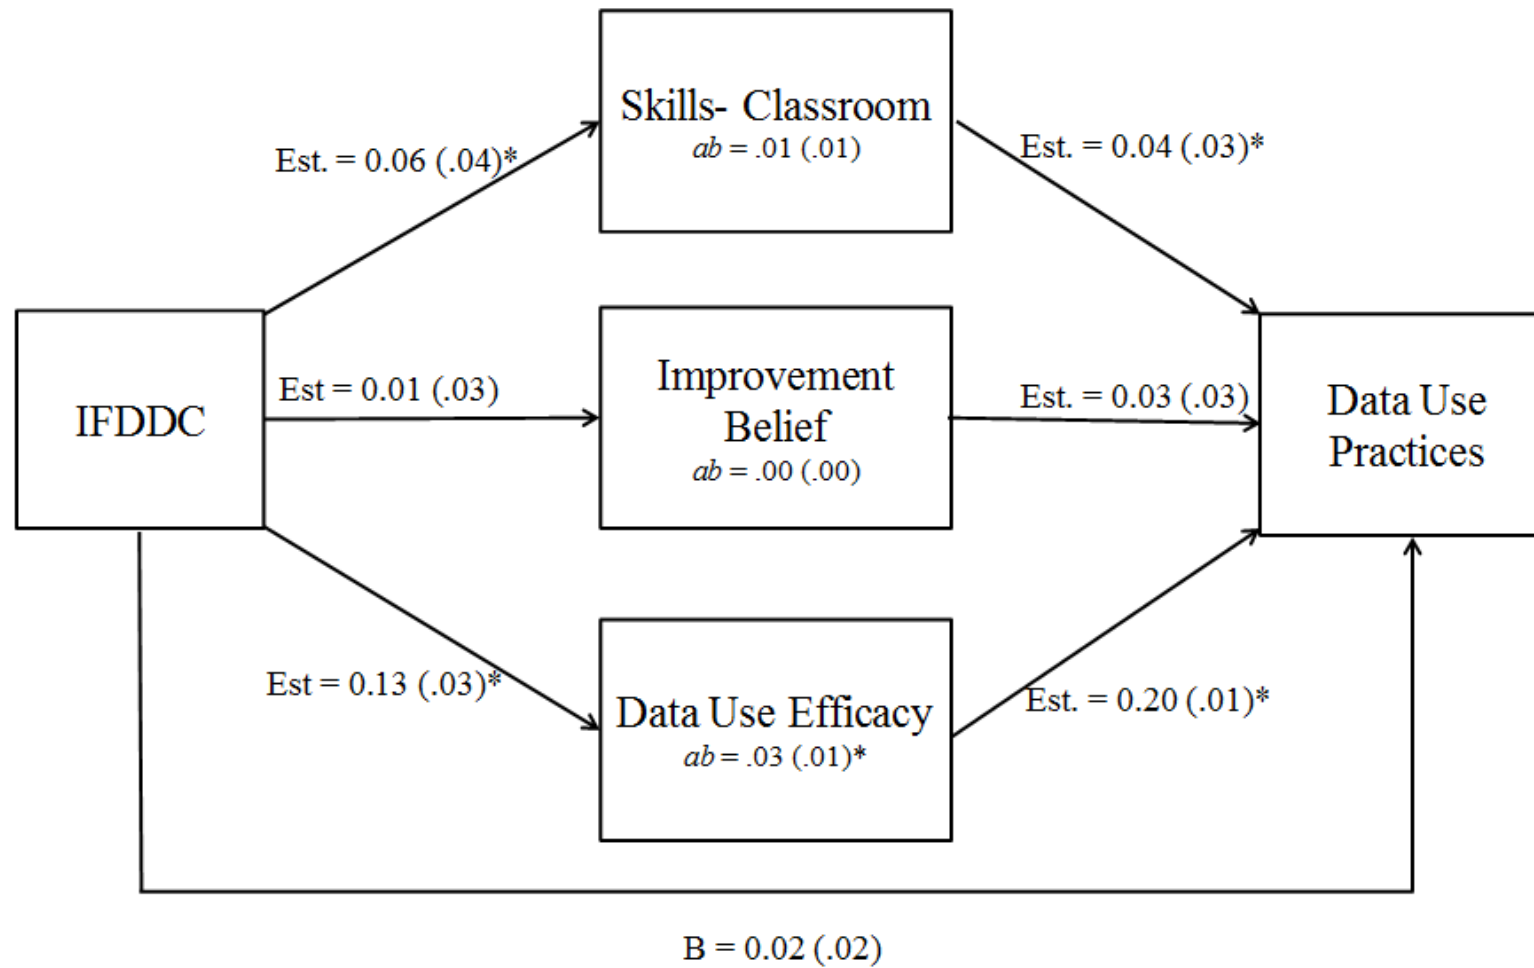 Skills- Classroom
ab = .01 (.01)
Est. = 0.06 (.04)*
Est. = 0.04 (.03)*
IFDDC
Est = 0.01 (.03)
Improvement
Belief
ab = .00 (.00)
Est. = 0.03 (.03)
Data Use
Practices
Est = 0.13 (.03)*
Data Use Efficacy
ab = .03 (.01)*
Est. = 0.20 (.01)*
B = 0.02 (.02)